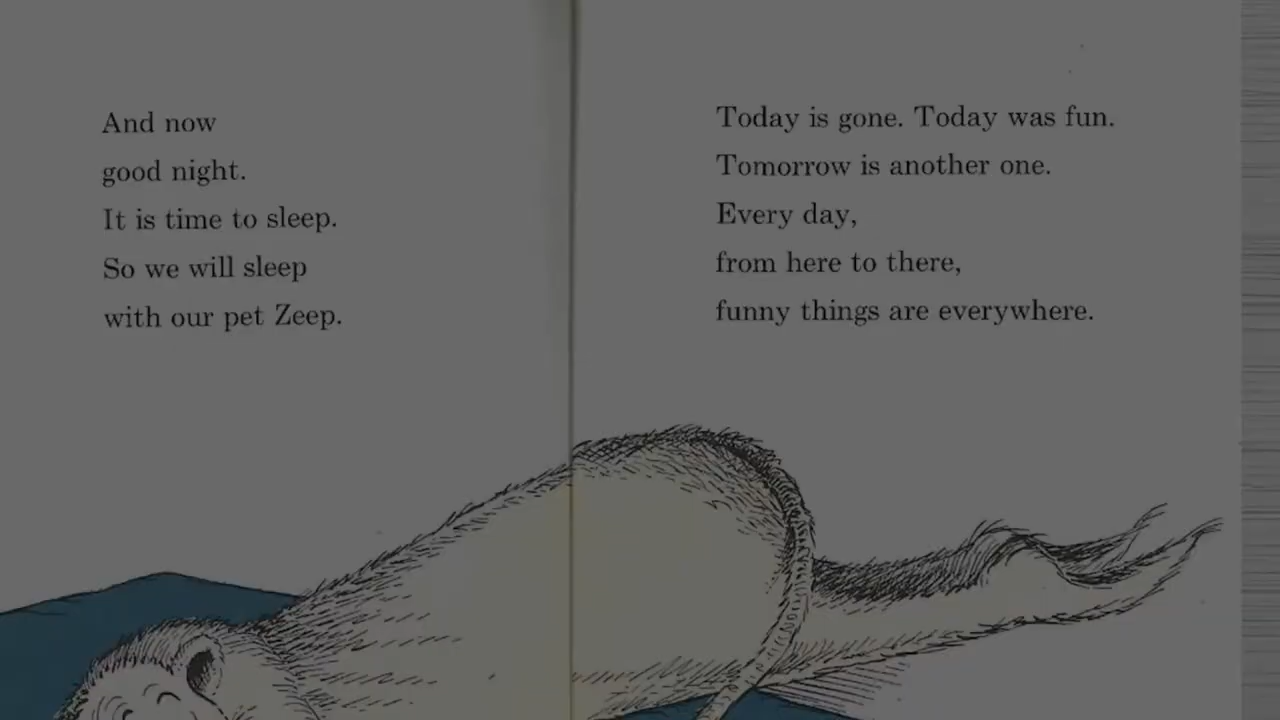 And now
good night.
It is time to sleep.
So we will sleep
with our pet Zeep.
Today is gone. Today was fun.
Tomorrow is another one.
Every day,
from here to there,
funny things are everywhere.